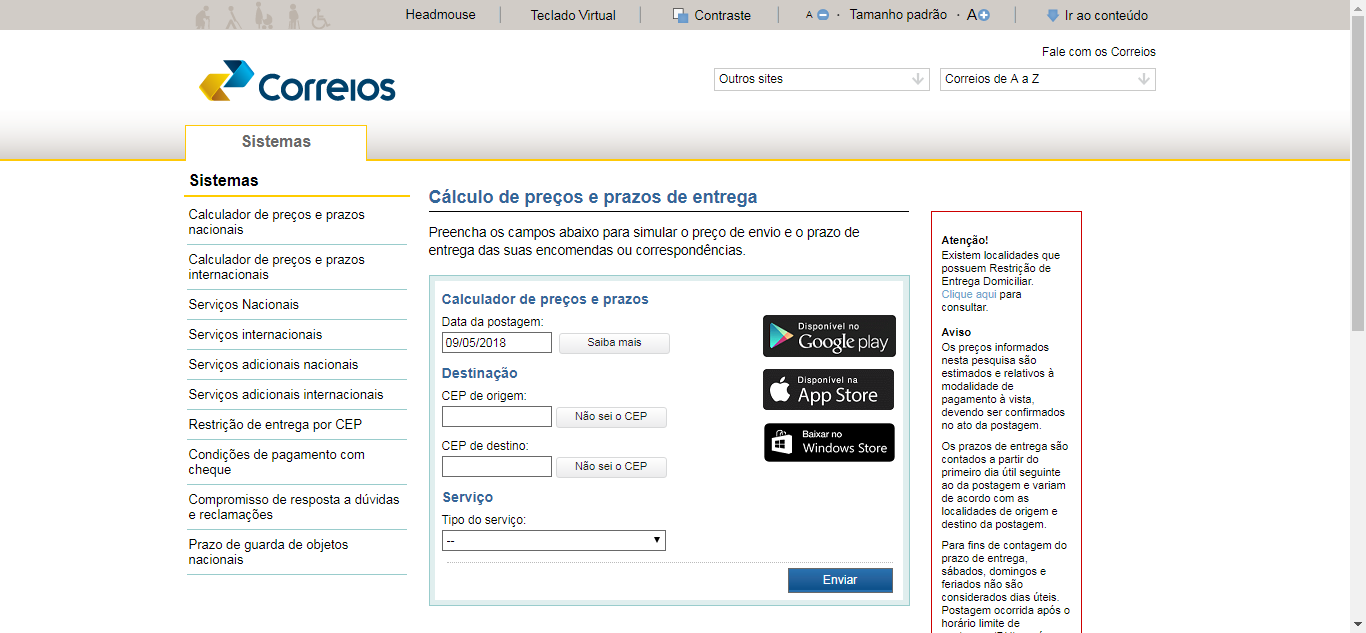 Headmouse
Teclado Virtual
Contraste
A · Tamanho padrão · A
Ir ao conteúdo
Fale com os Correios
Correios
Outros sites
Correios de A a Z
Sistemas
Sistemas
Calculador de preços e prazos
nacionais
Calculador de preços e prazos
internacionais
Serviços Nacionais
Serviços internacionais
Serviços adicionais nacionais
Serviços adicionais internacionais
Restrição de entrega por CEP
Condições de pagamento com
cheque
Compromisso de resposta a dúvidas
e reclamações
Prazo de guarda de objetos
nacionais
Cálculo de preços e prazos de entrega
Preencha os campos abaixo para simular o preço de envio e o prazo de
entrega das suas encomendas ou correspondências.
Calculador de preços e prazos
Data da postagem:
09/05/2018
Saiba mais
Destinação
CEP de origem:
Não sei o CEP
CEP de destino:
Não sei o CEP
Serviço
Tipo do serviço:
--
Enviar
Disponível no
Google play
Disponível na
App Store
Baixar no
Windows Store
Atenção!
Existem localidades que
possuem Restrição de
Entrega Domiciliar.
Clique aqui para
consultar.
Aviso
Os preços informados
nesta pesquisa são
estimados e relativos à
modalidade de
pagamento à vista,
devendo ser confirmados
no ato da postagem.
Os prazos de entrega são
contados a partir do
primeiro dia útil seguinte
ao da postagem e variam
de acordo com as
localidades de origem e
destino da postagem.
Para fins de contagem do
prazo de entrega,
sábados, domingos e
feriados não são
considerados dias úteis.
Postagem ocorrida após o
horário limite de